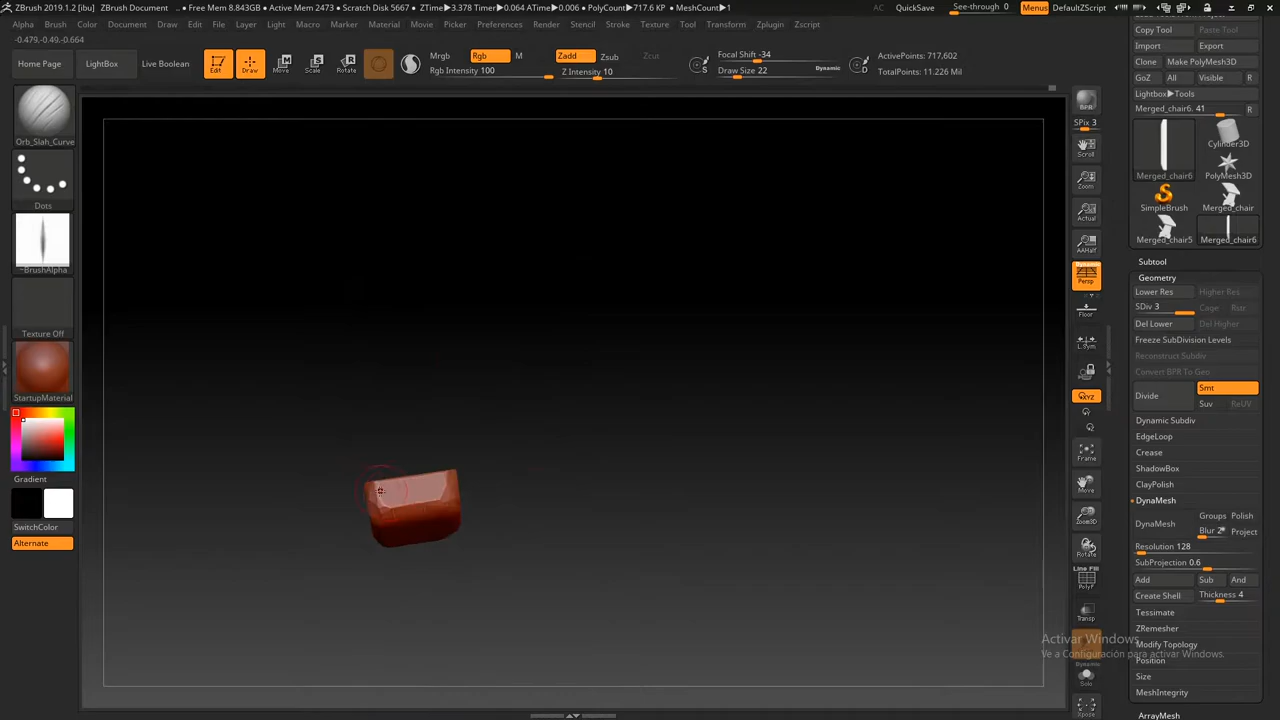 ZBrush 2019.1.2 [ibu] ZBrush Document .. ● Free Mem 8.843GB ● Active Mem 2473 ● Scratch Disk 5667 ● ZTime▶3.378 Timer▶0.064 ATime▶0.006 ● PolyCount▶717.6 KP ● MeshCount▶1
AC QuickSave See-through 0 Menus DefaultZScript
Alpha Brush Color Document Draw Edit File Layer Light Macro Marker Material Movie Picker Preferences Render Stencil Stroke Texture Tool Transform Zplugin Zscript
-0.479,-0.49,-0.664
Home Page LightBox Live Boolean
Edit Draw Move Scale Rotate
Mrgb Rgb M
Rgb Intensity 100
Zadd Zsub Zcut
Z Intensity 10
S
Focal Shift -34
Draw Size 22 Dynamic
D
ActivePoints: 717,602
TotalPoints: 11.226 Mil
Orb_Slah_Curve
Dots
~BrushAlpha
Texture Off
StartupMaterial
Gradient
SwitchColor
Alternate
BPR
SPix 3
Scroll
Zoom
Actual
AAHalf
Dynamic
Persp
Floor
L.Sym
XYZ
Frame
Move
Zoom3D
Rotate
Line Fill
PolyF
Transp
Dynamic
Solo
Xpose
Copy Tool Paste Tool
Import Export
Clone Make PolyMesh3D
GoZ All Visible R
Lightbox▶Tools
Merged_chair6. 41 R
Merged_chair6
Cylinder3D
PolyMesh3D
SimpleBrush
Merged_chair
Merged_chair5
Merged_chair6
Subtool
Geometry
Lower Res Higher Res
SDiv 3 Cage Rstr
Del Lower Del Higher
Freeze SubDivision Levels
Reconstruct Subdiv
Convert BPR To Geo
Divide Smt
Suv ReUV
Dynamic Subdiv
EdgeLoop
Crease
ShadowBox
ClayPolish
DynaMesh
DynaMesh Groups Polish
Blur 2 Project
Resolution 128
SubProjection 0.6
Add Sub And
Create Shell Thickness 4
Tessimate
ZRemesher
Modify Topology
Position
Size
MeshIntegrity
ArrayMesh
Activar Windows
Ve a Configuración para activar Windows.